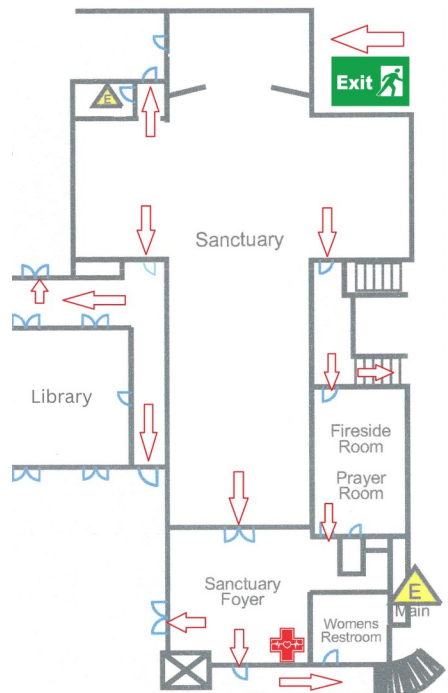 Exit
E
Sanctuary
Library
Fireside
Room
Prayer
Room
Sanctuary
Foyer
E
Main
Womens
Restroom